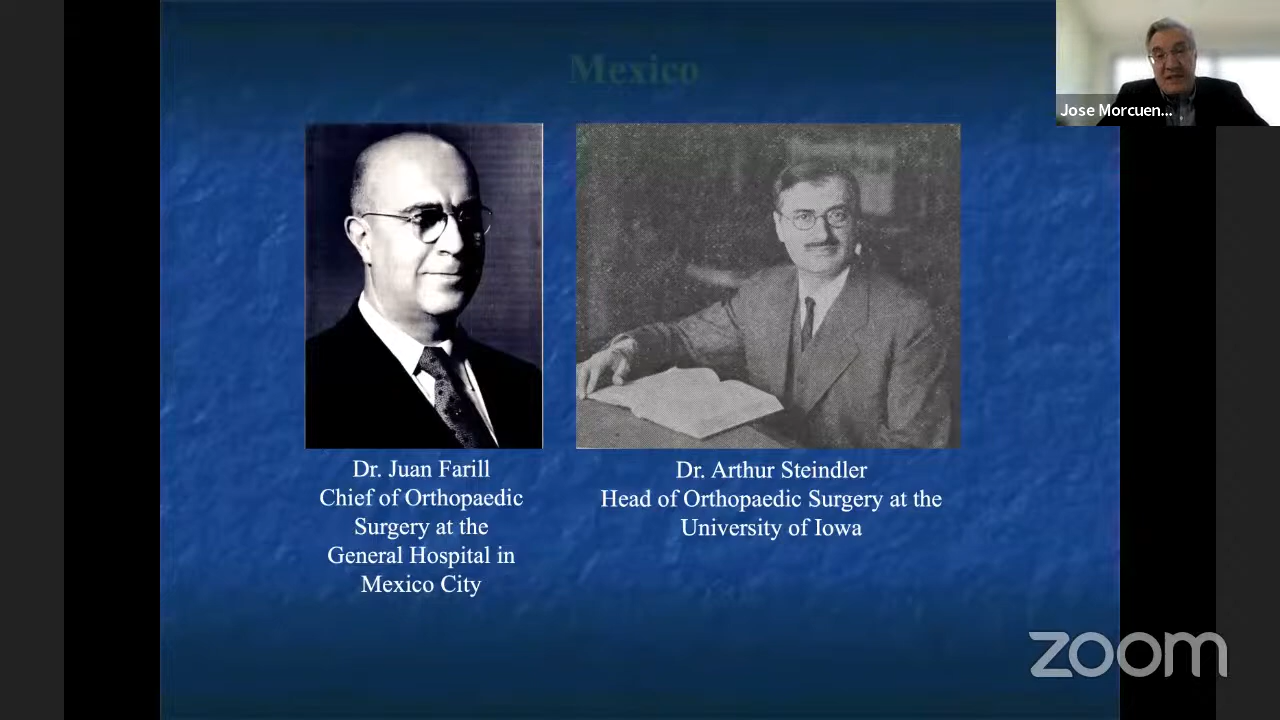 Mexico
Jose Morcuen...
Dr. Juan Farill
Chief of Orthopaedic
Surgery at the
General Hospital in
Mexico City
Dr. Arthur Steindler
Head of Orthopaedic Surgery at the
University of Iowa
zoom